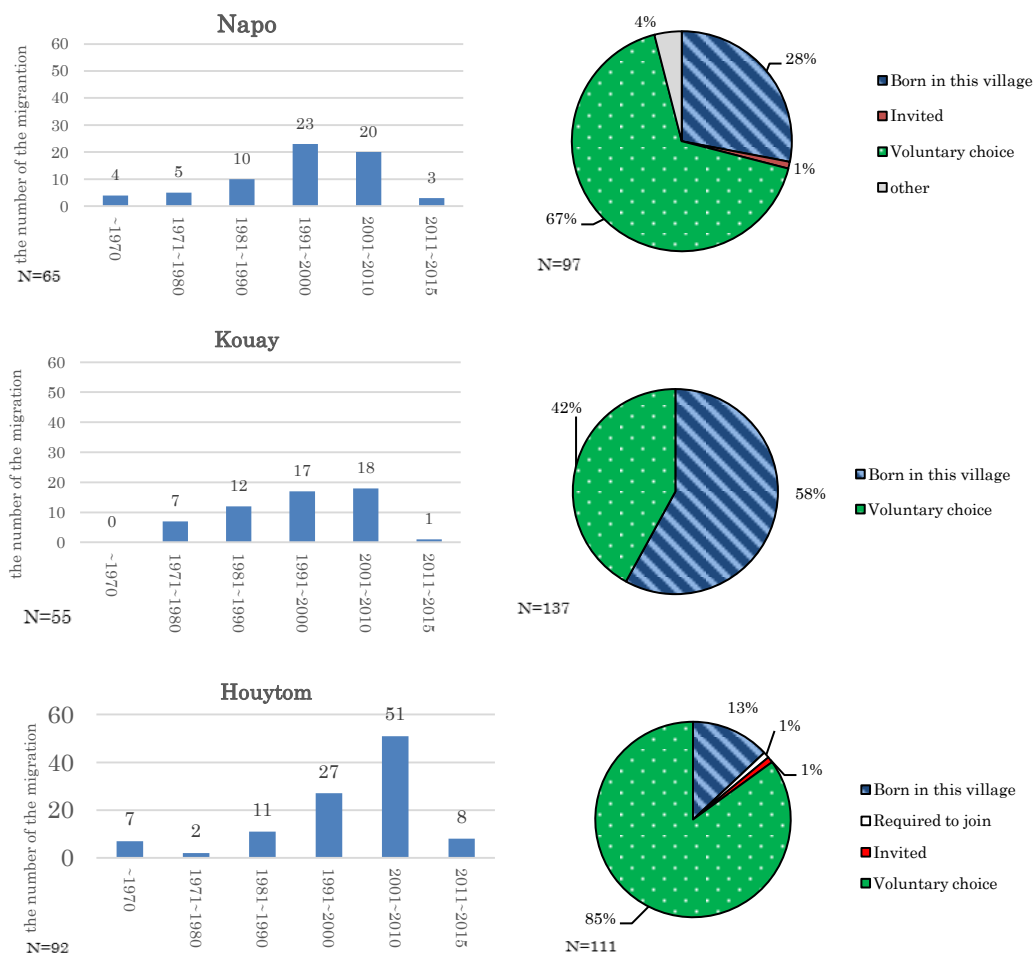 Napo
the number of the migrantion
60
50
40
30
20
10
0
4
5
10
23
20
3
~1970
1971~1980
1981~1990
1991~2000
2001~2010
2011~2015
N=65
4%
28%
1%
67%
N=97
Born in this village
Invited
Voluntary choice
other
Kouay
the number of the migration
60
50
40
30
20
10
0
0
7
12
17
18
1
~1970
1971~1980
1981~1990
1991~2000
2001~2010
2011~2015
N=55
42%
58%
N=137
Born in this village
Voluntary choice
Houytom
the number of the migration
60
40
20
0
7
2
11
27
51
8
~1970
1971~1980
1981~1990
1991~2000
2001~2010
2011~2015
N=92
13%
1%
1%
85%
N=111
Born in this village
Required to join
Invited
Voluntary choice